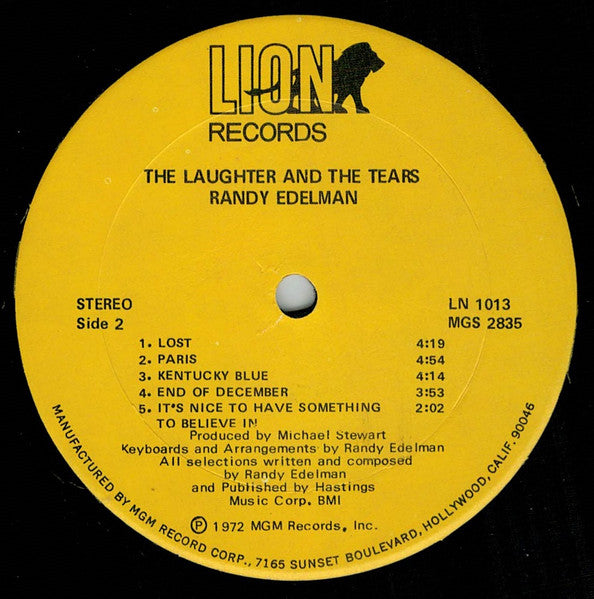 LION
RECORDS
THE LAUGHTER AND THE TEARS
RANDY EDELMAN
STEREO
Side 2
LN 1013
MGS 2835
1. LOST 4:19
2. PARIS 4:54
3. KENTUCKY BLUE 4:14
4. END OF DECEMBER 3:53
5. IT'S NICE TO HAVE SOMETHING 2:02
TO BELIEVE IN
Produced by Michael Stewart
Keyboards and Arrangements by Randy Edelman
All selections written and composed
by Randy Edelman
and Published by Hastings
Music Corp. BMI
℗ 1972 MGM Records, Inc.
MANUFACTURED BY MGM RECORD CORP., 7165 SUNSET BOULEVARD, HOLLYWOOD, CALIF. 90046